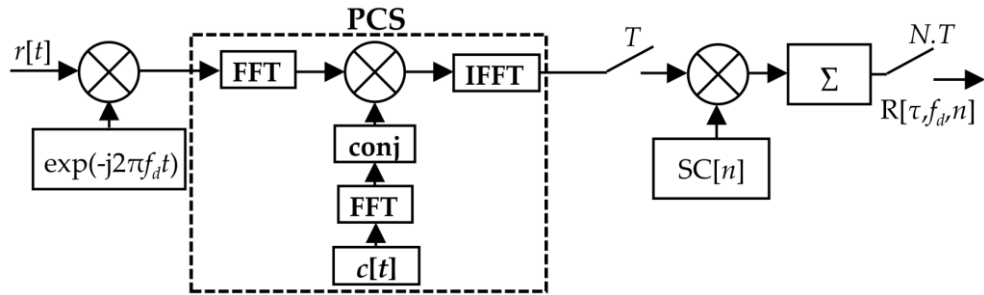 PCS
r[t]
FFT
IFFT
T
Σ
N.T
R[τ,f_d,n]
exp(-j2πf_dt)
conj
SC[n]
FFT
c[t]